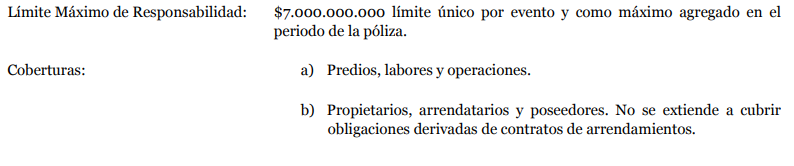 Límite Máximo de Responsabilidad: $7.000.000.000 límite único por evento y como máximo agregado en el
periodo de la póliza.
Coberturas: a) Predios, labores y operaciones.
b) Propietarios, arrendatarios y poseedores. No se extiende a cubrir
obligaciones derivadas de contratos de arrendamientos.